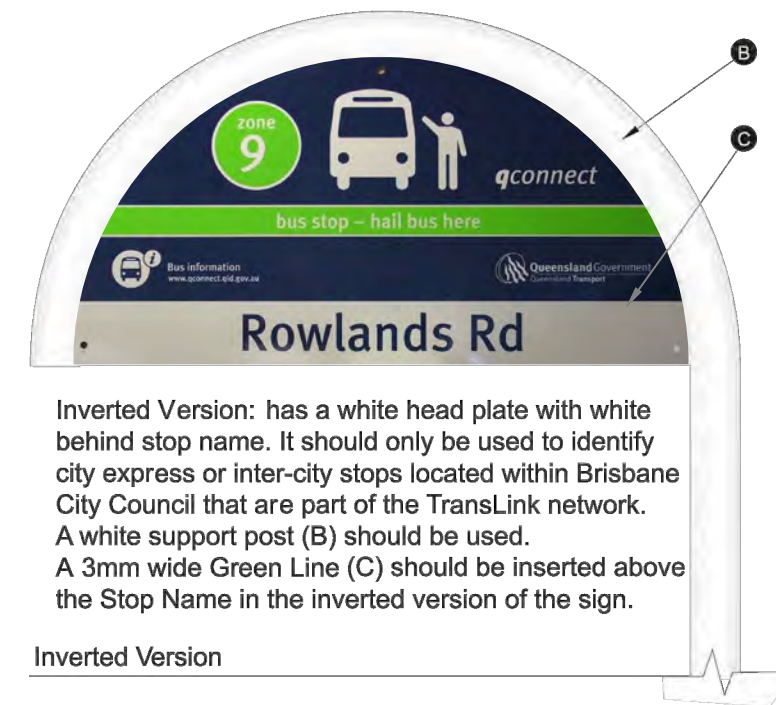 B
zone
9
C
qconnect
bus stop – hail bus here
i
Bus information
www.qconnect.qld.gov.au
Queensland Government
Queensland Transport
Rowlands Rd
Inverted Version: has a white head plate with white
behind stop name. It should only be used to identify
city express or inter-city stops located within Brisbane
City Council that are part of the TransLink network.
A white support post (B) should be used.
A 3mm wide Green Line (C) should be inserted above
the Stop Name in the inverted version of the sign.
Inverted Version